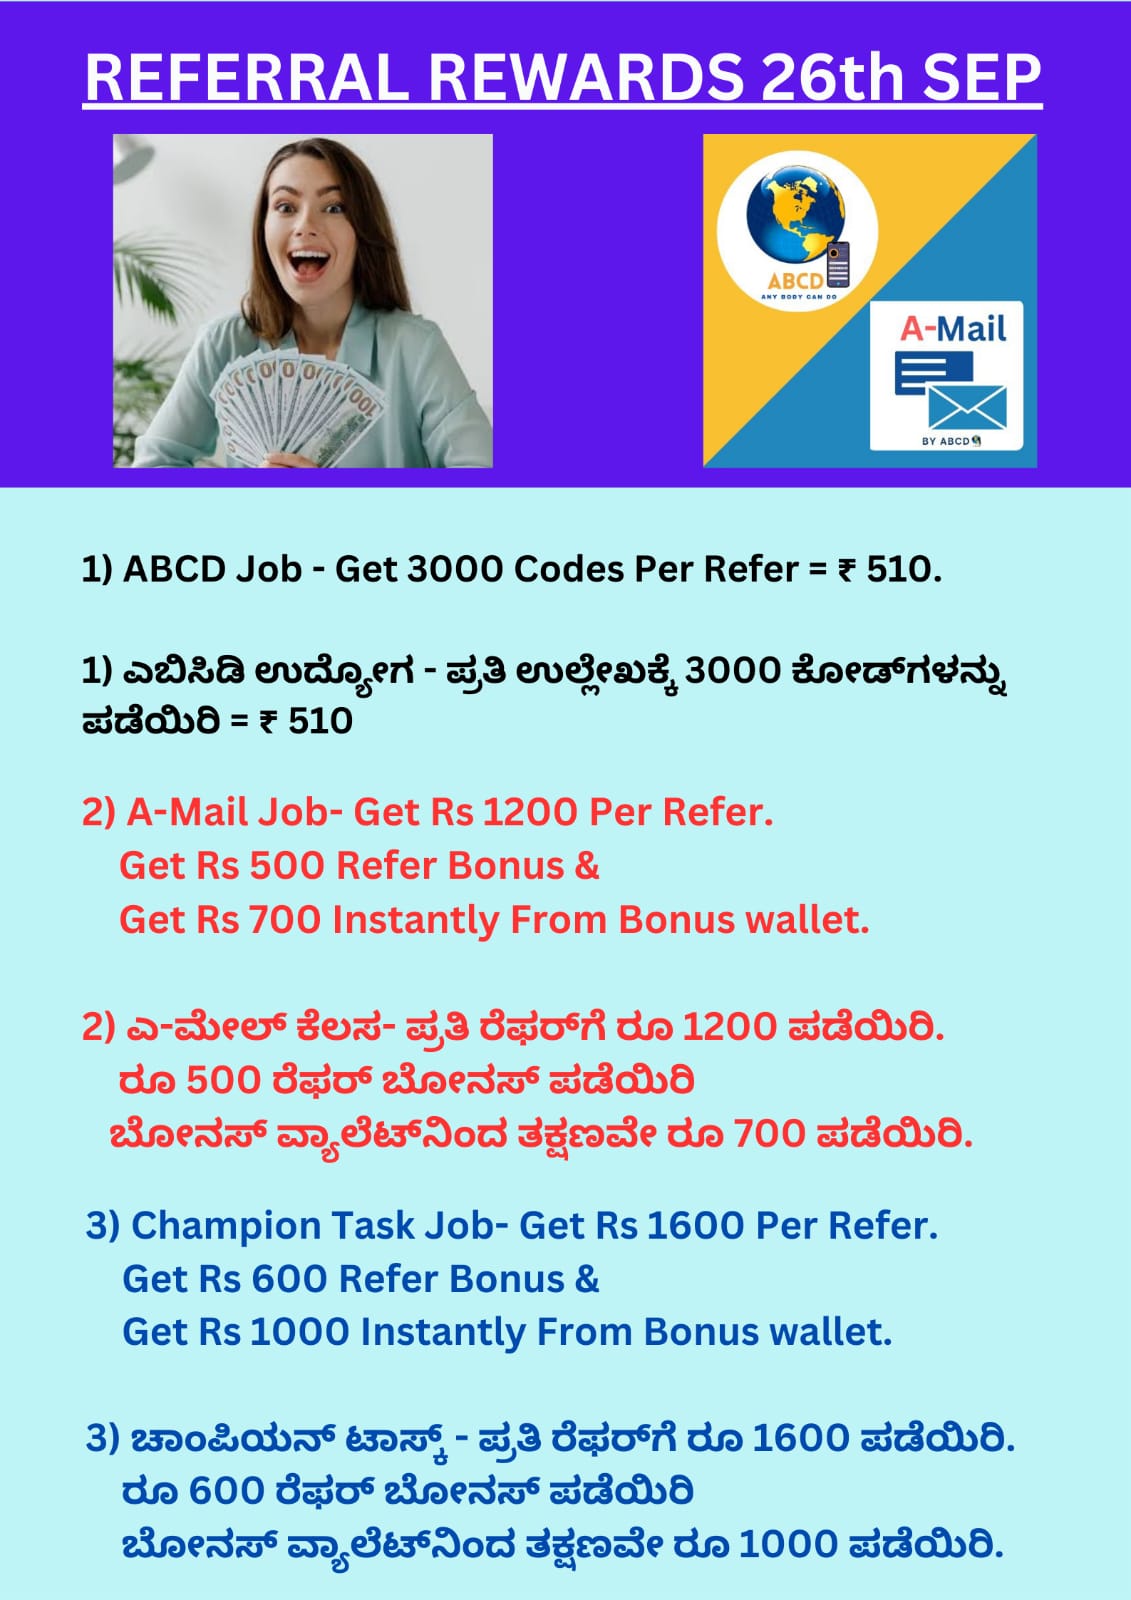 REFERRAL REWARDS 26th SEP
ABCD
ANY BODY CAN DO
A-Mail
BY ABCD
1) ABCD Job - Get 3000 Codes Per Refer = ₹ 510.
1) ಎಬಿಸಿಡಿ ಉದ್ಯೋಗ - ಪ್ರತಿ ಉಲ್ಲೇಖಕ್ಕೆ 3000 ಕೋಡ್‌ಗಳನ್ನು
ಪಡೆಯಿರಿ = ₹ 510
2) A-Mail Job- Get Rs 1200 Per Refer.
Get Rs 500 Refer Bonus &
Get Rs 700 Instantly From Bonus wallet.
2) ಎ-ಮೇಲ್ ಕೆಲಸ- ಪ್ರತಿ ರೆಫರ್‌ಗೆ ರೂ 1200 ಪಡೆಯಿರಿ.
ರೂ 500 ರೆಫರ್ ಬೋನಸ್ ಪಡೆಯಿರಿ
ಬೋನಸ್ ವ್ಯಾಲೆಟ್‌ನಿಂದ ತಕ್ಷಣವೇ ರೂ 700 ಪಡೆಯಿರಿ.
3) Champion Task Job- Get Rs 1600 Per Refer.
Get Rs 600 Refer Bonus &
Get Rs 1000 Instantly From Bonus wallet.
3) ಚಾಂಪಿಯನ್ ಟಾಸ್ಕ್ - ಪ್ರತಿ ರೆಫರ್‌ಗೆ ರೂ 1600 ಪಡೆಯಿರಿ.
ರೂ 600 ರೆಫರ್ ಬೋನಸ್ ಪಡೆಯಿರಿ
ಬೋನಸ್ ವ್ಯಾಲೆಟ್‌ನಿಂದ ತಕ್ಷಣವೇ ರೂ 1000 ಪಡೆಯಿರಿ.